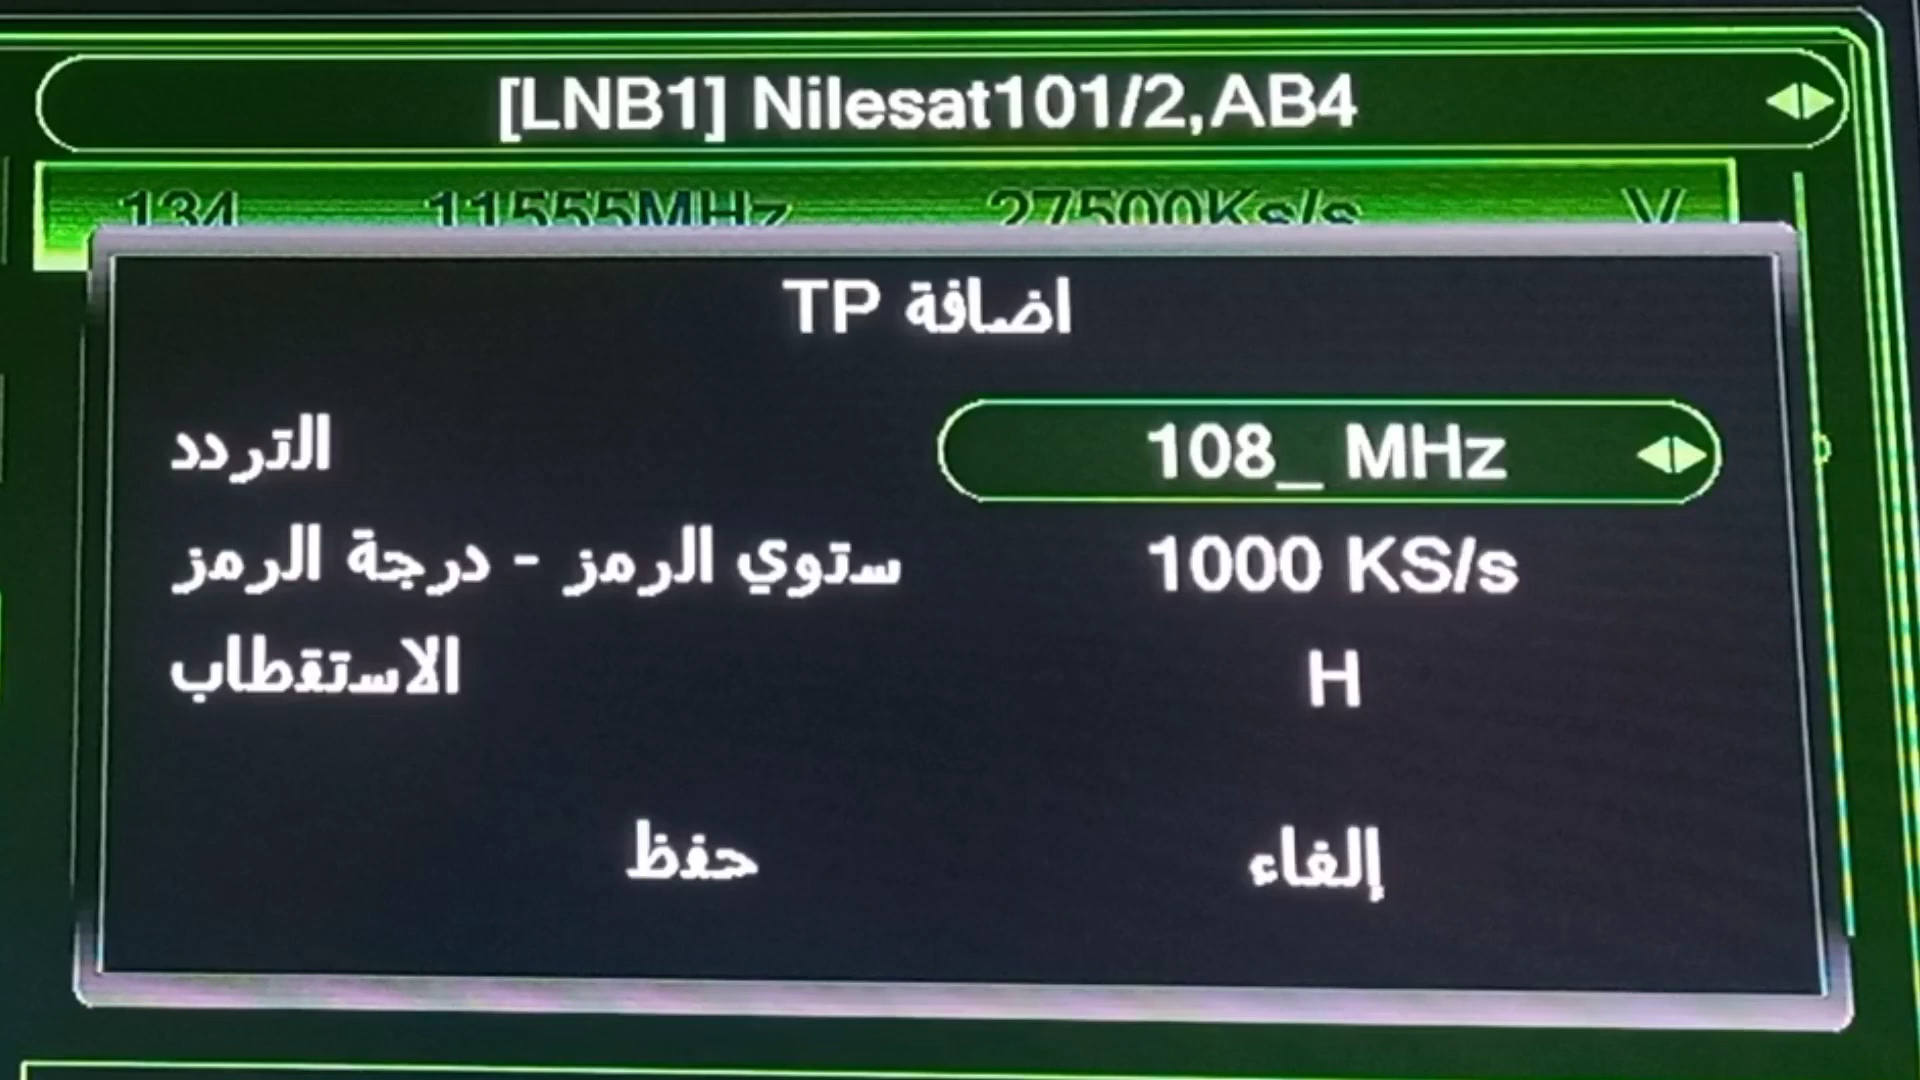 [LNB1] Nilesat101/2,AB4
134 11555MHz 27500Ks/s V
اضافة TP
التردد 108_ MHz
ستوي الرمز - درجة الرمز 1000 KS/s
الاستقطاب H
حفظ إلغاء